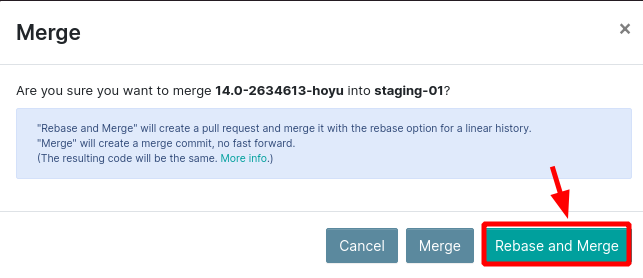 Merge
×
Are you sure you want to merge 14.0-2634613-hoyu into staging-01?
"Rebase and Merge" will create a pull request and merge it with the rebase option for a linear history.
"Merge" will create a merge commit, no fast forward.
(The resulting code will be the same. More info.)
Cancel
Merge
Rebase and Merge